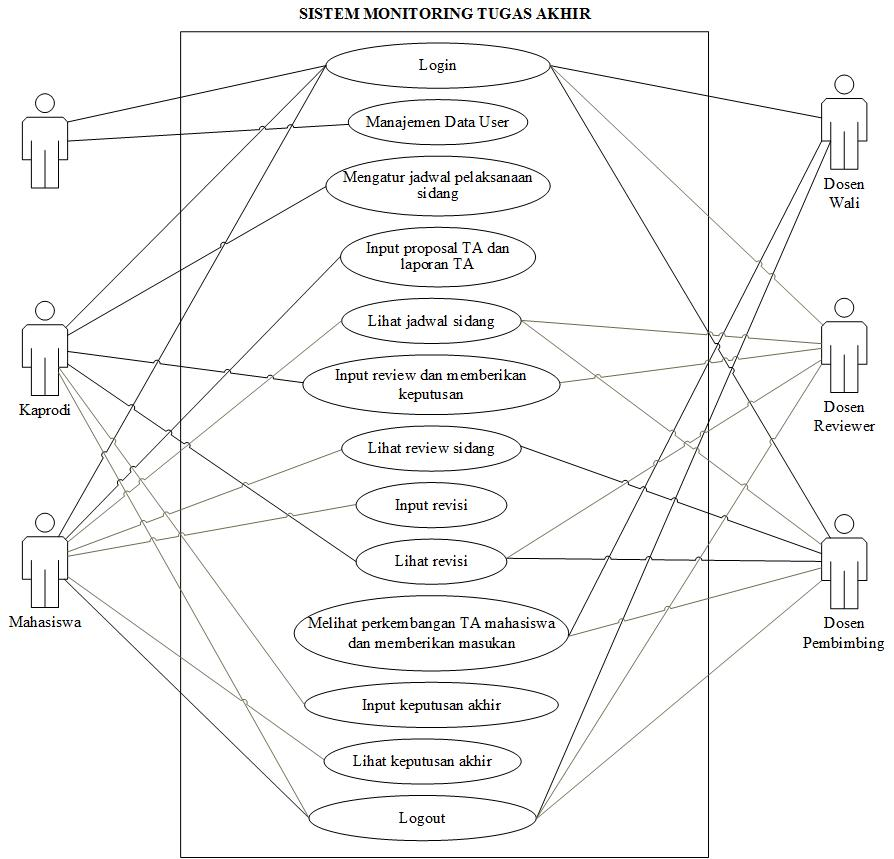 SISTEM MONITORING TUGAS AKHIR
Login
Manajemen Data User
Mengatur jadwal pelaksanaan
sidang
Input proposal TA dan
laporan TA
Lihat jadwal sidang
Input review dan memberikan
keputusan
Lihat review sidang
Input revisi
Lihat revisi
Melihat perkembangan TA mahasiswa
dan memberikan masukan
Input keputusan akhir
Lihat keputusan akhir
Logout
Kaprodi
Mahasiswa
Dosen
Wali
Dosen
Reviewer
Dosen
Pembimbing